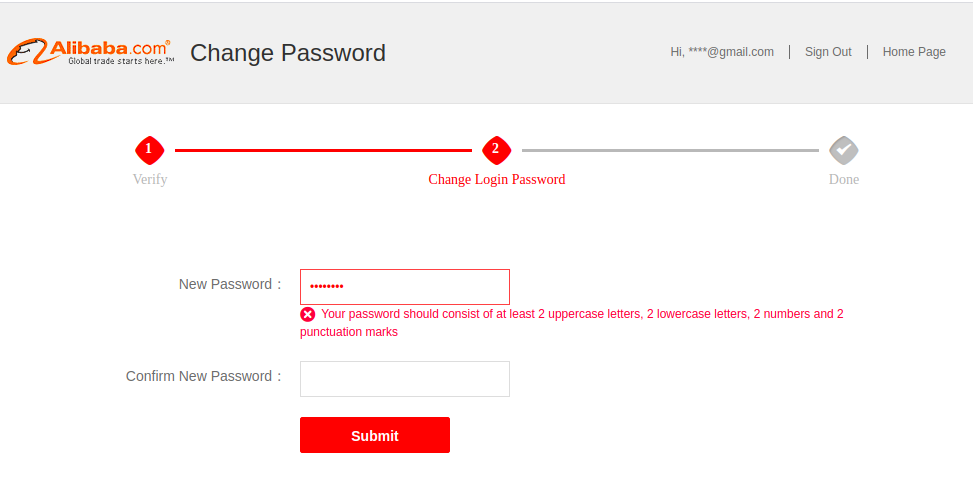 Alibaba.com®
Global trade starts here.™
Change Password
Hi, ****@gmail.com | Sign Out | Home Page
1
2
Verify
Change Login Password
Done
New Password :
••••••••
Your password should consist of at least 2 uppercase letters, 2 lowercase letters, 2 numbers and 2
punctuation marks
Confirm New Password :
Submit